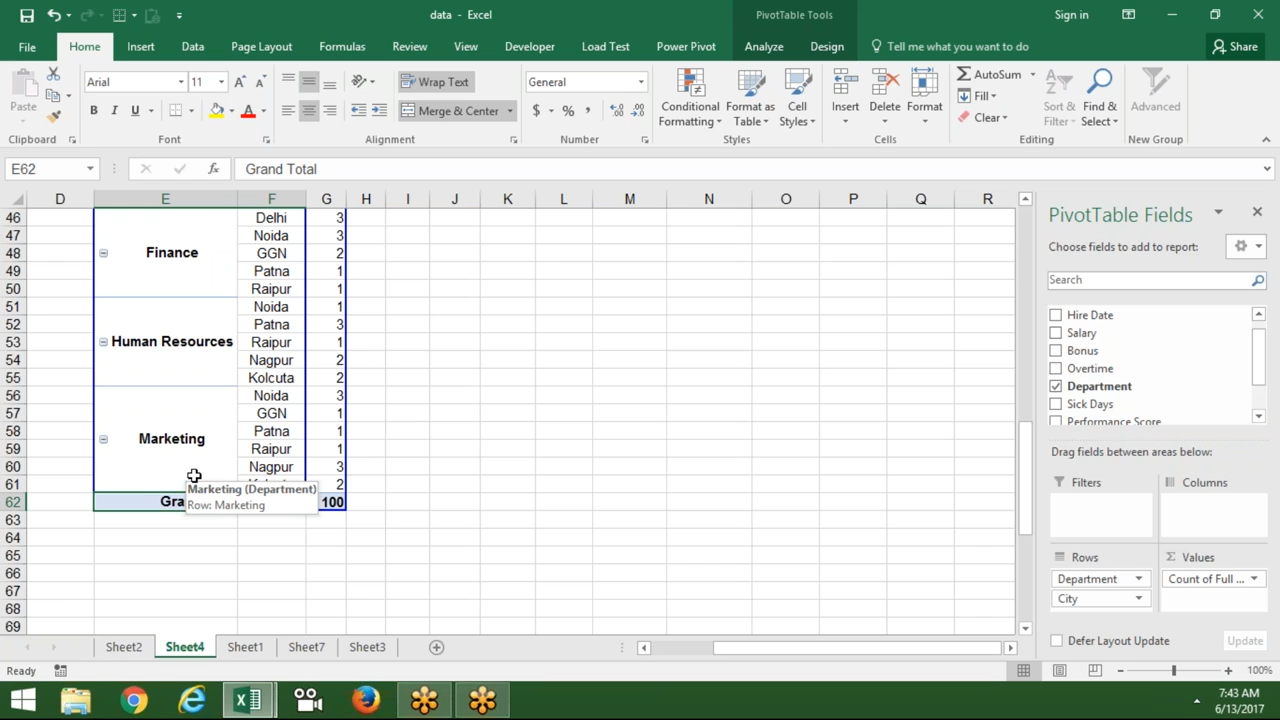 data - Excel
PivotTable Tools
Sign in
File
Home
Insert
Data
Page Layout
Formulas
Review
View
Developer
Load Test
Power Pivot
Analyze
Design
Tell me what you want to do
Share
Paste
Clipboard
Arial
11
B I U
A
Font
Wrap Text
Merge & Center
Alignment
General
$ % ,
Number
Conditional Formatting
Format as Table
Cell Styles
Styles
Insert
Delete
Format
Cells
AutoSum
Fill
Clear
Sort & Filter
Find & Select
Editing
Advanced
New Group
E62
fx
Grand Total
D E F G H I J K L M N O P Q R
46 Delhi 3
47 Noida 3
48 Finance GGN 2
49 Patna 1
50 Raipur 1
51 Noida 1
52 Patna 3
53 Human Resources Raipur 1
54 Nagpur 2
55 Kolcuta 2
56 Noida 3
57 GGN 1
58 Marketing Patna 1
59 Raipur 1
60 Nagpur 3
61 2
62 Gra 100
63
64
65
66
67
68
69
Marketing (Department)
Row: Marketing
PivotTable Fields
Choose fields to add to report:
Search
Hire Date
Salary
Bonus
Overtime
Department
Sick Days
Performance Score
Drag fields between areas below:
Filters
Columns
Rows
Values
Department
City
Count of Full ...
Defer Layout Update
Update
Sheet2
Sheet4
Sheet1
Sheet7
Sheet3
Ready
100%
7:43 AM
6/13/2017